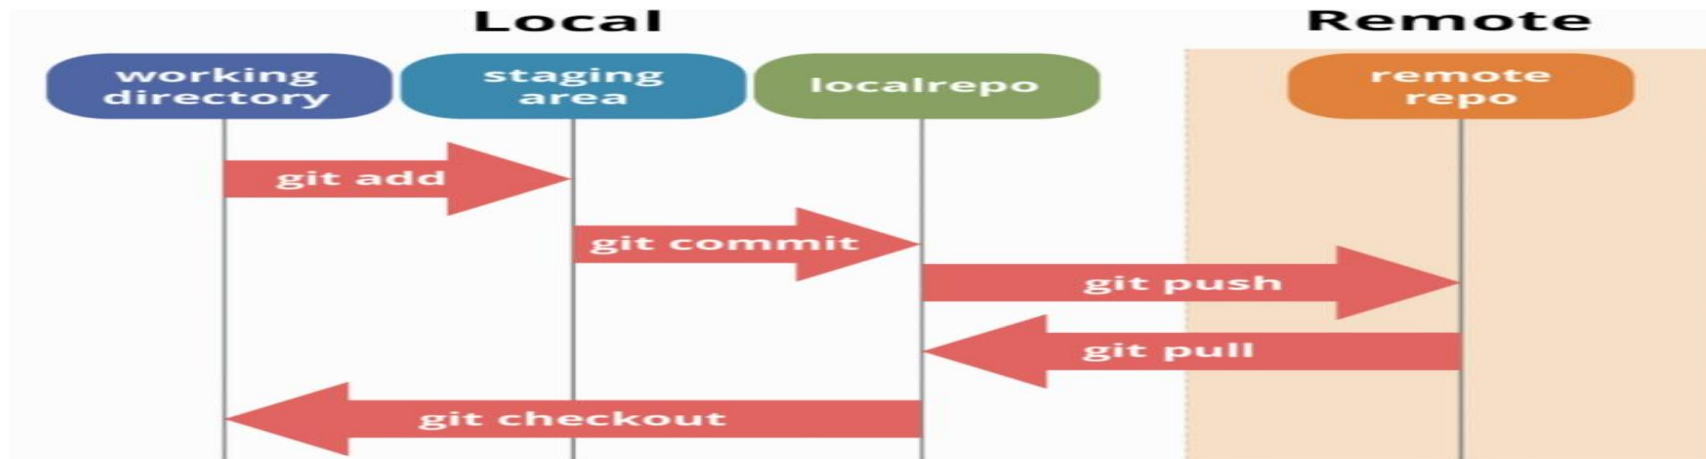 Local
Remote
working
directory
staging
area
localrepo
remote
repo
git add
git commit
git push
git pull
git checkout